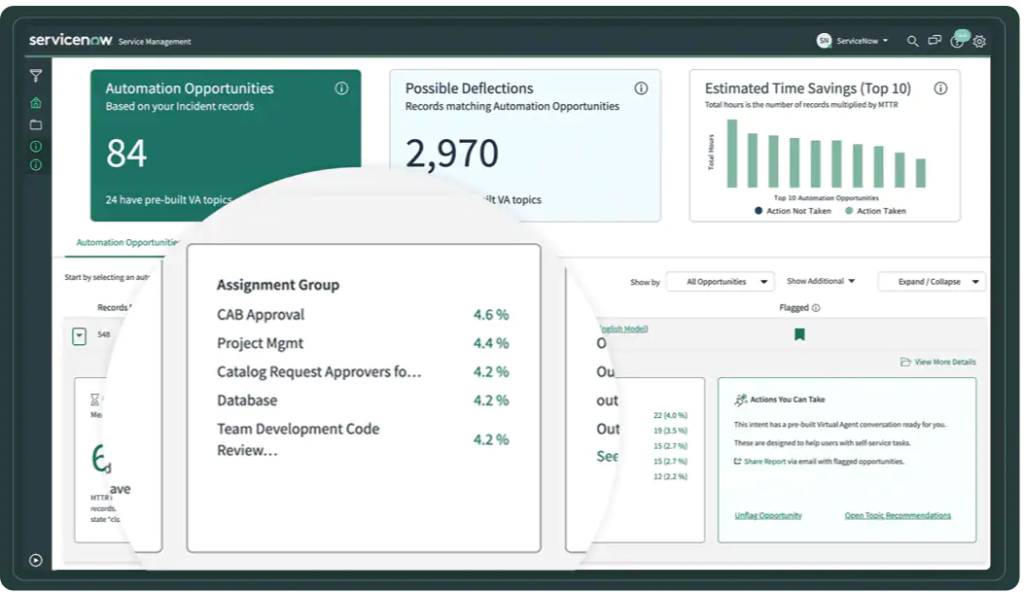 servicenow Service Management
SN ServiceNow
Automation Opportunities
Based on your Incident records
84
24 have pre-built VA topics
Possible Deflections
Records matching Automation Opportunities
2,970
VA topics
Estimated Time Savings (Top 10)
Total hours is the number of records multiplied by MTTR
Total Hours
Top 10 Automation Opportunities
Action Not Taken
Action Taken
Automation Opportunitie
Start by selecting an
Show by
All Opportunities
Show Additional
Expand / Collapse
Records
Flagged
548
nglish Model)
View More Details
Assignment Group
CAB Approval 4.6 %
Project Mgmt 4.4 %
Catalog Request Approvers fo... 4.2 %
Database 4.2 %
Team Development Code
Review... 4.2 %
Me
6d
ave
MTTR
records.
state "clo
O
Ou
out
Out
See
22 (4.0 %)
19 (3.5 %)
15 (2.7 %)
15 (2.7 %)
12 (2.2 %)
Actions You Can Take
This intent has a pre-built Virtual Agent conversation ready for you.
These are designed to help users with self-service tasks.
Share Report via email with flagged opportunities.
Unflag Opportunity
Open Topic Recommendations